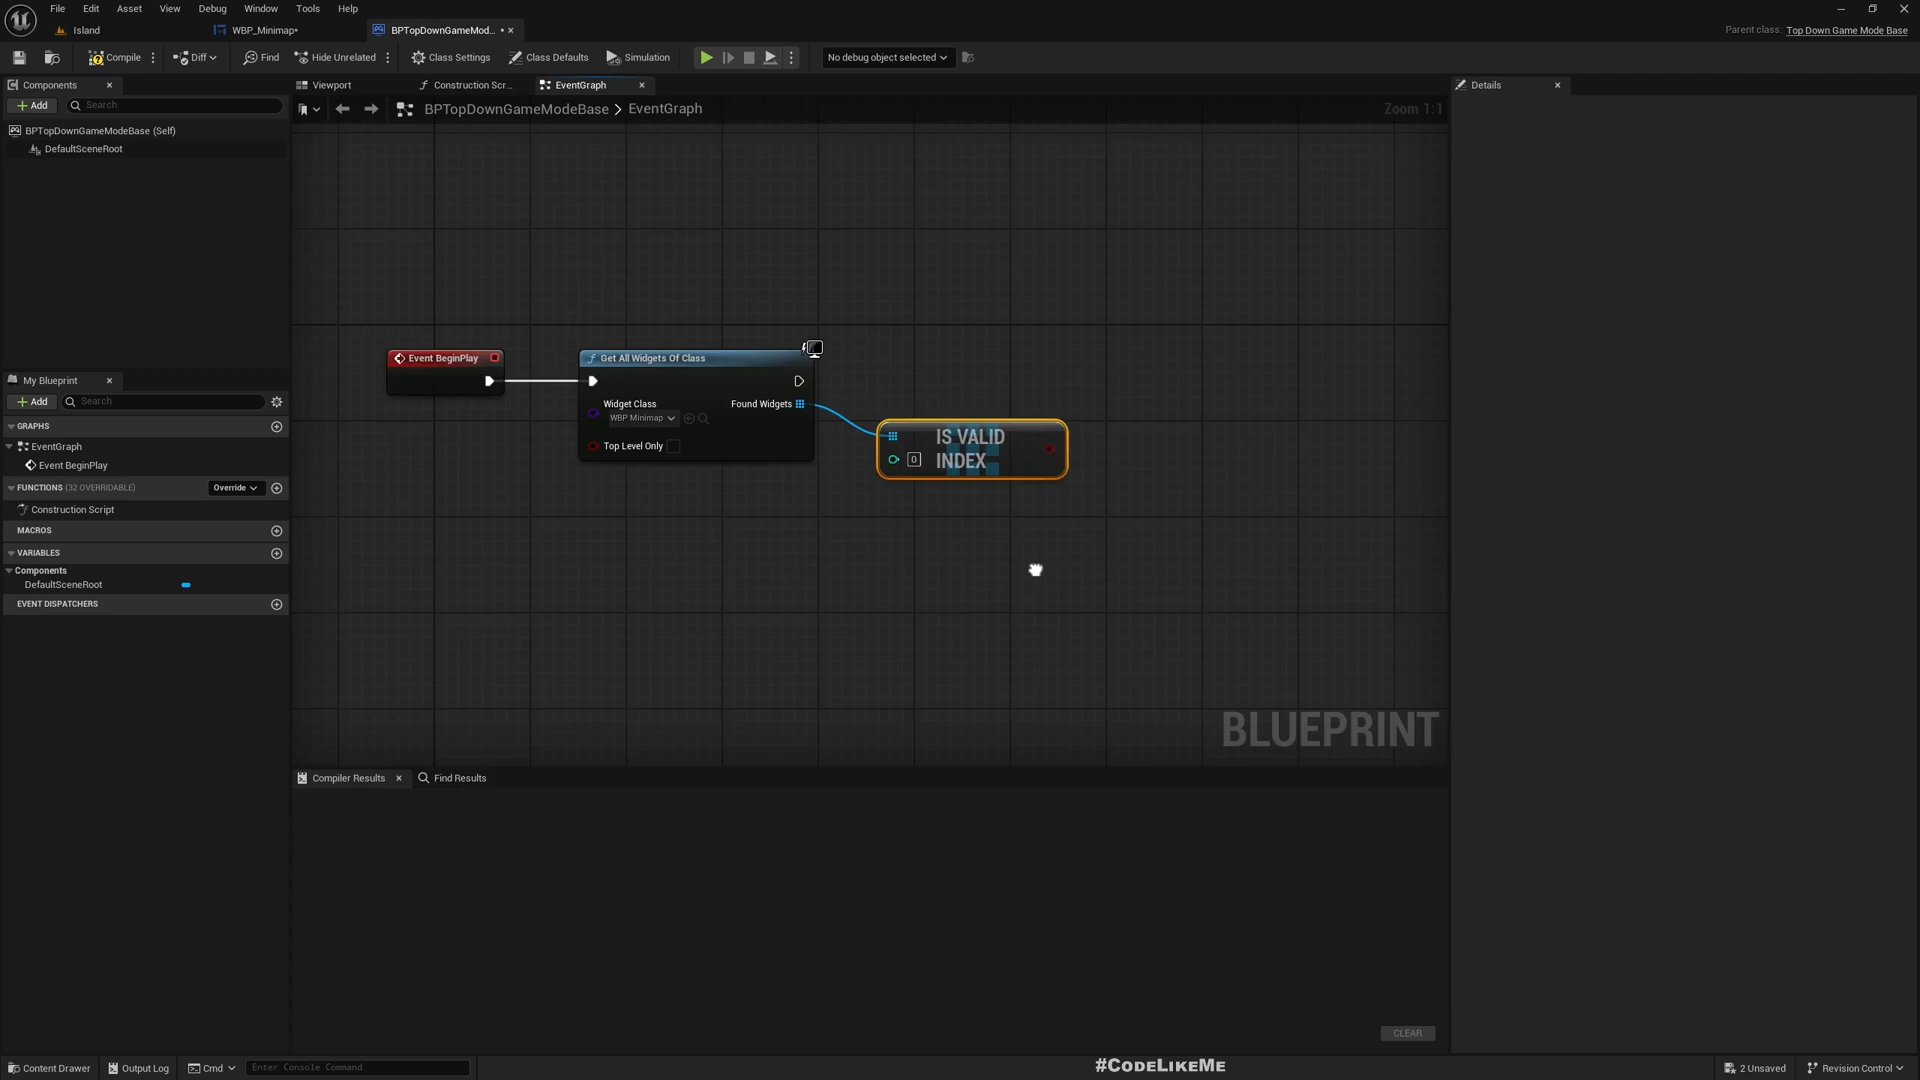 File Edit Asset View Debug Window Tools Help
Island
WBP_Minimap•
BPTopDownGameMod... •
Parent class: Top Down Game Mode Base
Compile
Diff
Find
Hide Unrelated
Class Settings
Class Defaults
Simulation
No debug object selected
Components
Viewport
Construction Scr...
EventGraph
Details
Add
Search
BPTopDownGameModeBase > EventGraph
Zoom 1:1
BPTopDownGameModeBase (Self)
DefaultSceneRoot
Event BeginPlay
Get All Widgets Of Class
Widget Class
WBP Minimap
Found Widgets
Top Level Only
IS VALID
INDEX
0
My Blueprint
Add
Search
GRAPHS
EventGraph
Event BeginPlay
FUNCTIONS (32 OVERRIDABLE)
Override
Construction Script
MACROS
VARIABLES
Components
DefaultSceneRoot
EVENT DISPATCHERS
BLUEPRINT
Compiler Results
Find Results
CLEAR
Content Drawer
Output Log
Cmd
Enter Console Command
#CodeLikeMe
2 Unsaved
Revision Control